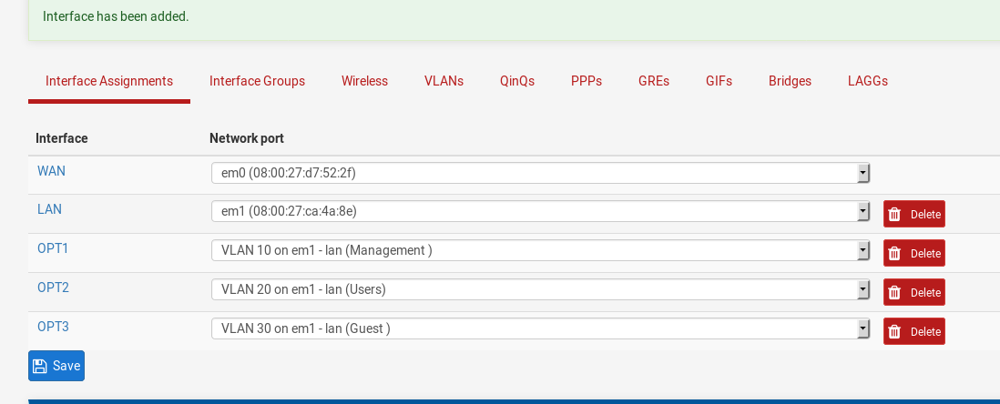 Interface has been added.
Interface Assignments Interface Groups Wireless VLANs QinQs PPPs GREs GIFs Bridges LAGGs
Interface Network port
WAN em0 (08:00:27:d7:52:2f)
LAN em1 (08:00:27:ca:4a:8e) Delete
OPT1 VLAN 10 on em1 - lan (Management ) Delete
OPT2 VLAN 20 on em1 - lan (Users) Delete
OPT3 VLAN 30 on em1 - lan (Guest ) Delete
Save